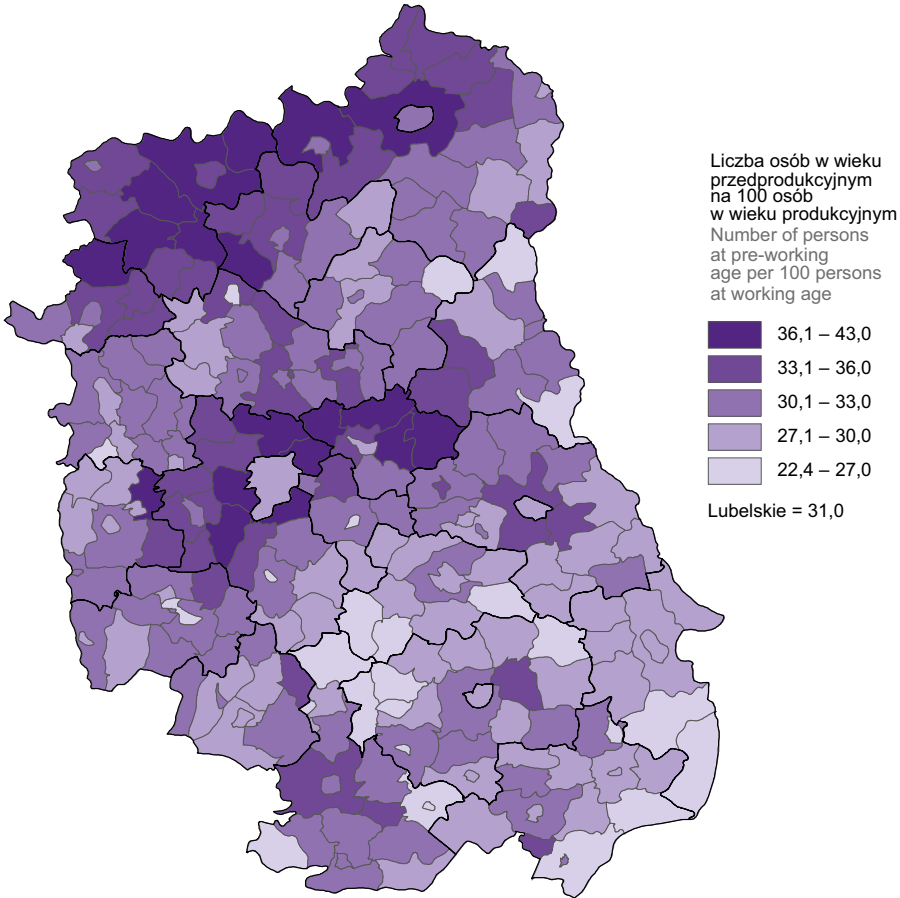 Liczba osób w wieku
przedprodukcyjnym
na 100 osób
w wieku produkcyjnym
Number of persons
at pre-working
age per 100 persons
at working age
36,1 – 43,0
33,1 – 36,0
30,1 – 33,0
27,1 – 30,0
22,4 – 27,0
Lubelskie = 31,0